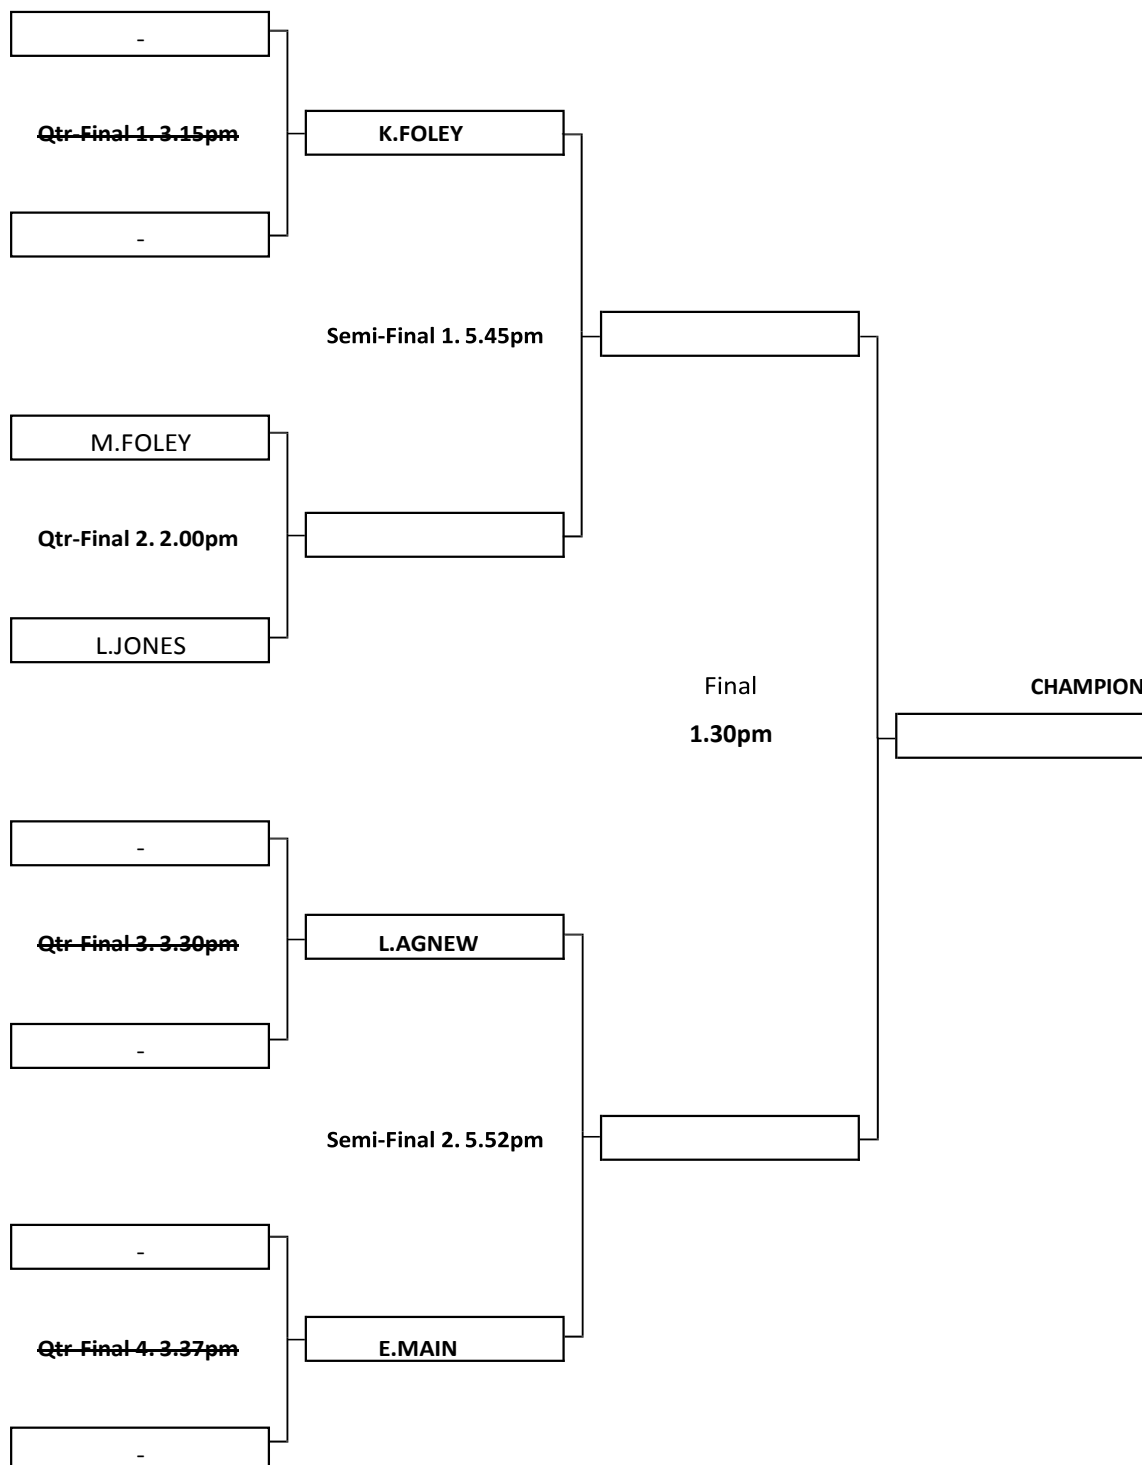 -
Qtr-Final 1. 3.15pm
K.FOLEY
-
Semi-Final 1. 5.45pm
M.FOLEY
Qtr-Final 2. 2.00pm
L.JONES
Final
CHAMPION
1.30pm
-
Qtr-Final 3. 3.30pm
L.AGNEW
-
Semi-Final 2. 5.52pm
-
Qtr-Final 4. 3.37pm
E.MAIN
-